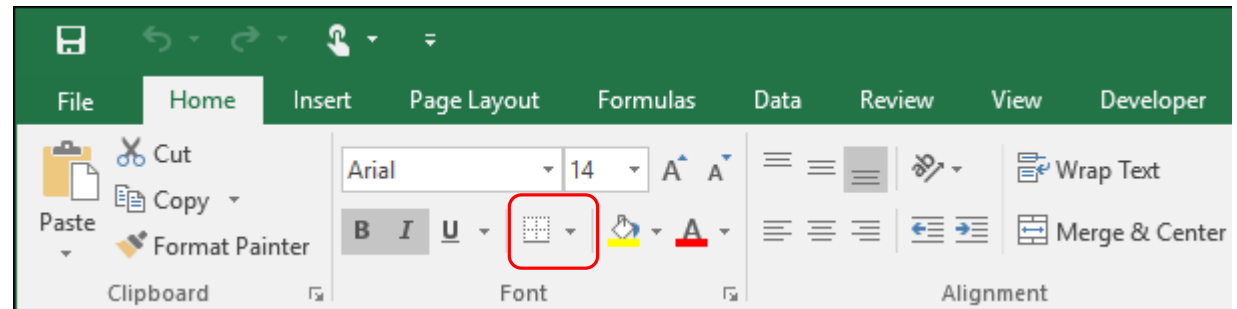 File Home Insert Page Layout Formulas Data Review View Developer
Cut
Arial 14 A A Wrap Text
Copy
Paste
B I U A Merge & Center
Format Painter
Clipboard Font Alignment